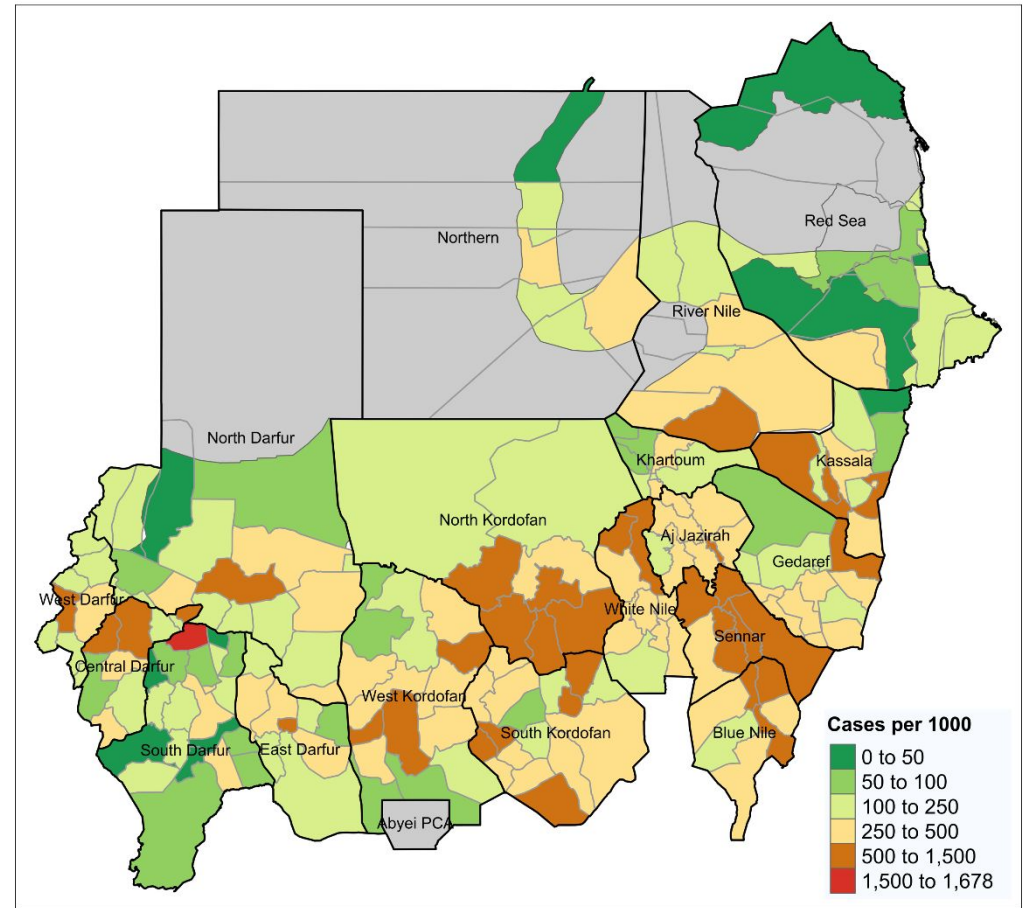 Red Sea
Northern
River Nile
North Darfur
Khartoum
Kassala
North Kordofan
Aj Jazirah
Gedaref
West Darfur
White Nile
Sennar
Central Darfur
West Kordofan
South Kordofan
Blue Nile
South Darfur
East Darfur
Abyei PCA
Cases per 1000
0 to 50
50 to 100
100 to 250
250 to 500
500 to 1,500
1,500 to 1,678